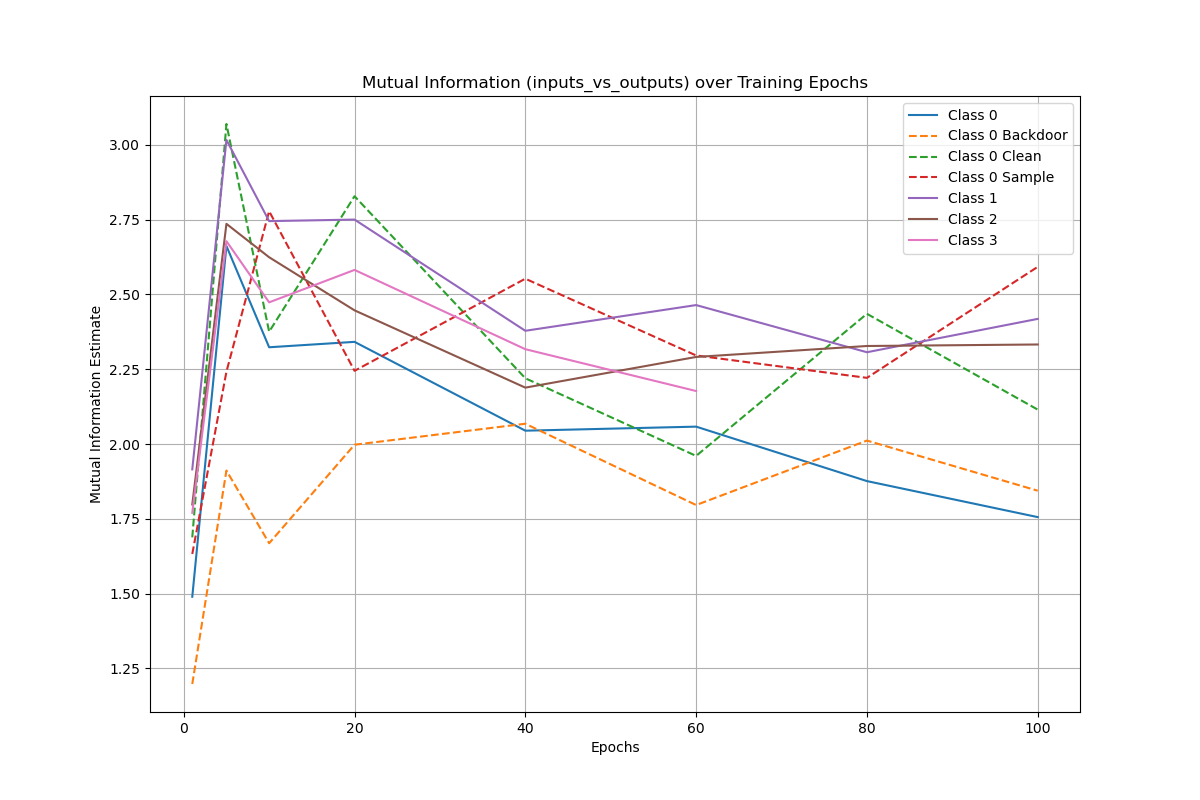 Mutual Information (inputs_vs_outputs) over Training Epochs
Class 0
Class 0 Backdoor
Class 0 Clean
Class 0 Sample
Class 1
Class 2
Class 3
Mutual Information Estimate
3.00
2.75
2.50
2.25
2.00
1.75
1.50
1.25
0 20 40 60 80 100
Epochs